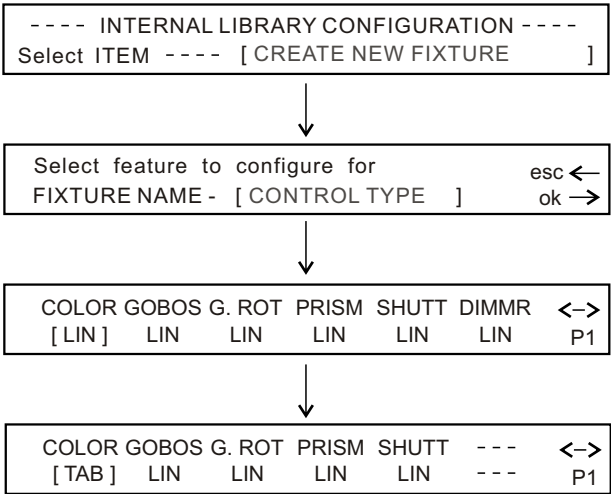 ---- INTERNAL LIBRARY CONFIGURATION ----
Select ITEM ---- [ CREATE NEW FIXTURE ]
Select feature to configure for esc ←
FIXTURE NAME - [ CONTROL TYPE ] ok →
COLOR GOBOS G. ROT PRISM SHUTT DIMMR <->
[ LIN ] LIN LIN LIN LIN LIN P1
COLOR GOBOS G. ROT PRISM SHUTT --- <->
[ TAB ] LIN LIN LIN LIN --- P1